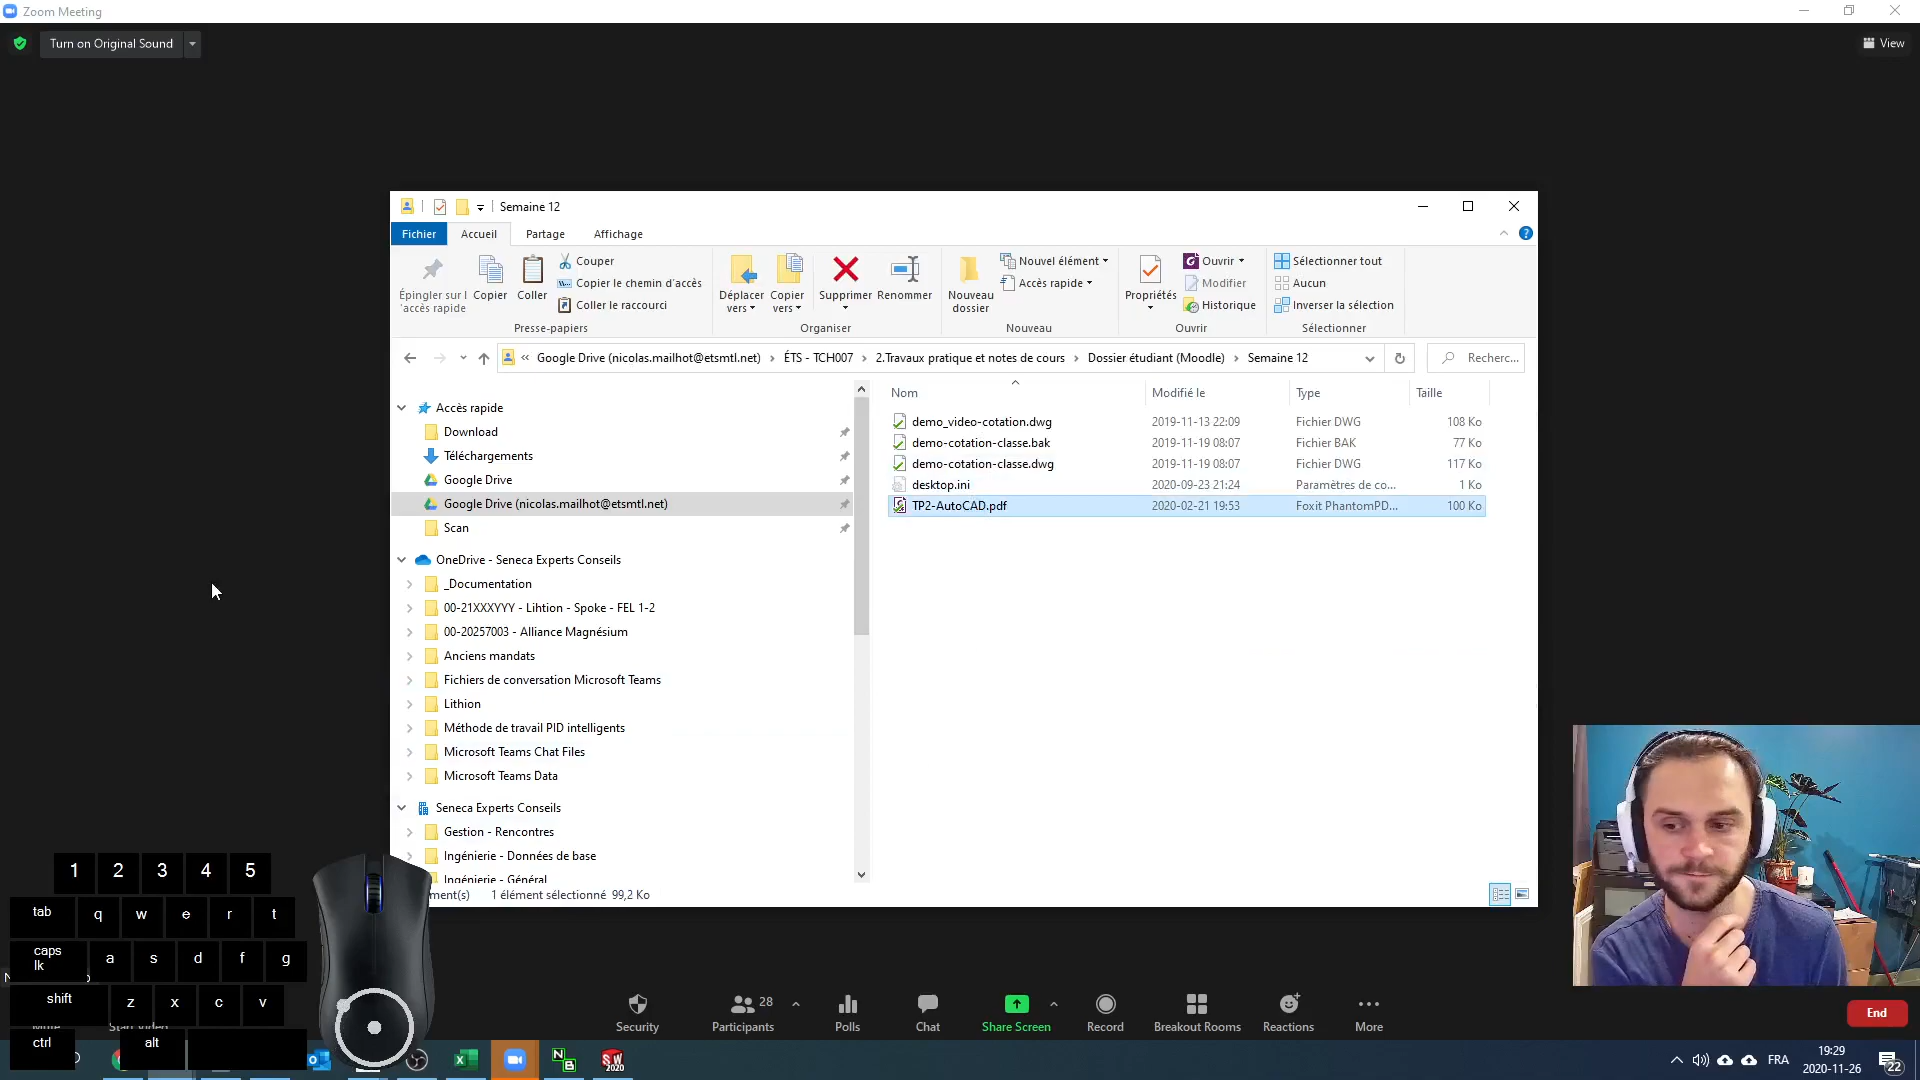 Zoom Meeting
Turn on Original Sound
View
Semaine 12
Fichier Accueil Partage Affichage
Épingler sur l'accès rapide
Copier
Coller
Couper
Copier le chemin d'accès
Coller le raccourci
Presse-papiers
Déplacer vers
Copier vers
Supprimer
Renommer
Organiser
Nouveau dossier
Nouvel élément
Accès rapide
Nouveau
Propriétés
Ouvrir
Modifier
Historique
Ouvrir
Sélectionner tout
Aucun
Inverser la sélection
Sélectionner
« Google Drive (nicolas.mailhot@etsmtl.net) > ÉTS - TCH007 > 2.Travaux pratique et notes de cours > Dossier étudiant (Moodle) > Semaine 12
Recherc...
Accès rapide
Download
Téléchargements
Google Drive
Google Drive (nicolas.mailhot@etsmtl.net)
Scan
OneDrive - Seneca Experts Conseils
_Documentation
00-21XXXYYY - Lihtion - Spoke - FEL 1-2
00-20257003 - Alliance Magnésium
Anciens mandats
Fichiers de conversation Microsoft Teams
Lithion
Méthode de travail PID intelligents
Microsoft Teams Chat Files
Microsoft Teams Data
Seneca Experts Conseils
Gestion - Rencontres
Ingénierie - Données de base
Ingénierie - Général
Nom Modifié le Type Taille
demo_video-cotation.dwg 2019-11-13 22:09 Fichier DWG 108 Ko
demo-cotation-classe.bak 2019-11-19 08:07 Fichier BAK 77 Ko
demo-cotation-classe.dwg 2019-11-19 08:07 Fichier DWG 117 Ko
desktop.ini 2020-09-23 21:24 Paramètres de co... 1 Ko
TP2-AutoCAD.pdf 2020-02-21 19:53 Foxit PhantomPD... 100 Ko
ment(s) 1 élément sélectionné 99,2 Ko
1 2 3 4 5
tab q w e r t
caps lk a s d f g
shift z x c v
ctrl alt
Security
Participants 28
Polls
Chat
Share Screen
Record
Breakout Rooms
Reactions
More
End
FRA
19:29
2020-11-26
22